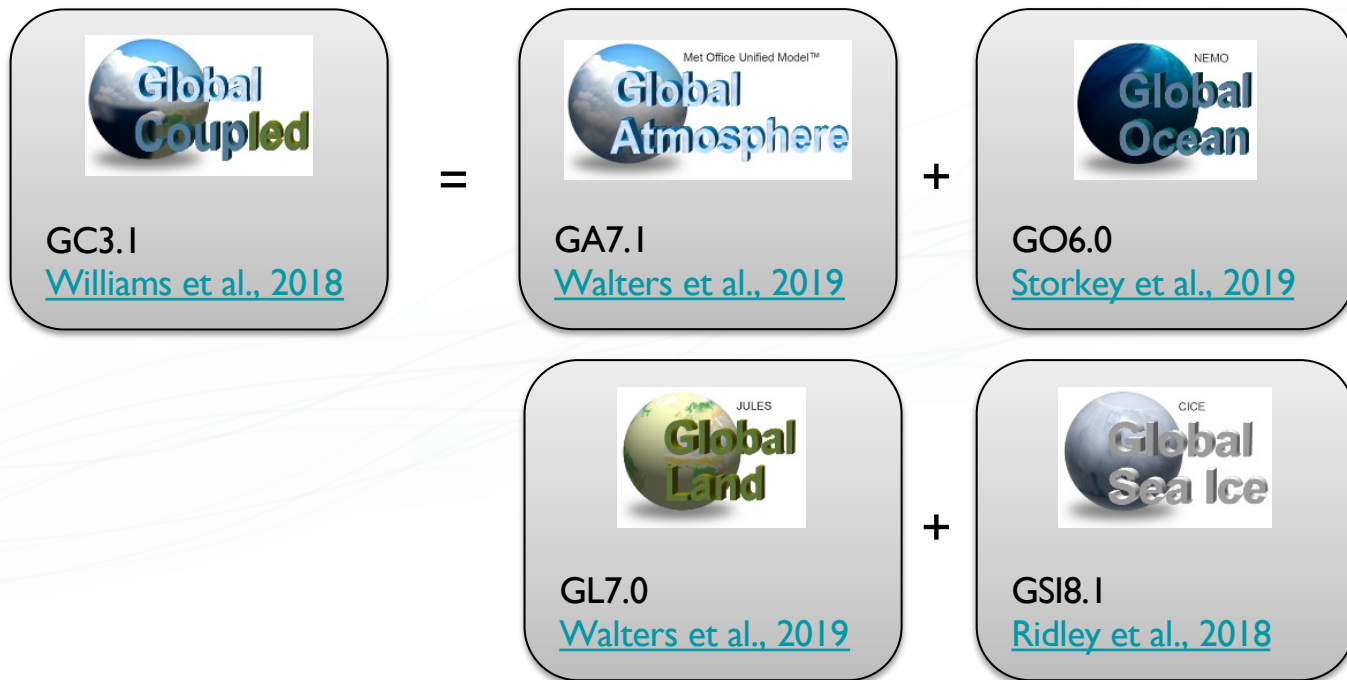 Global
Coupled
GC3.1
Williams et al., 2018
=
Met Office Unified Model™
Global
Atmosphere
GA7.1
Walters et al., 2019
+
NEMO
Global
Ocean
GO6.0
Storkey et al., 2019
JULES
Global
Land
GL7.0
Walters et al., 2019
+
CICE
Global
Sea Ice
GSI8.1
Ridley et al., 2018